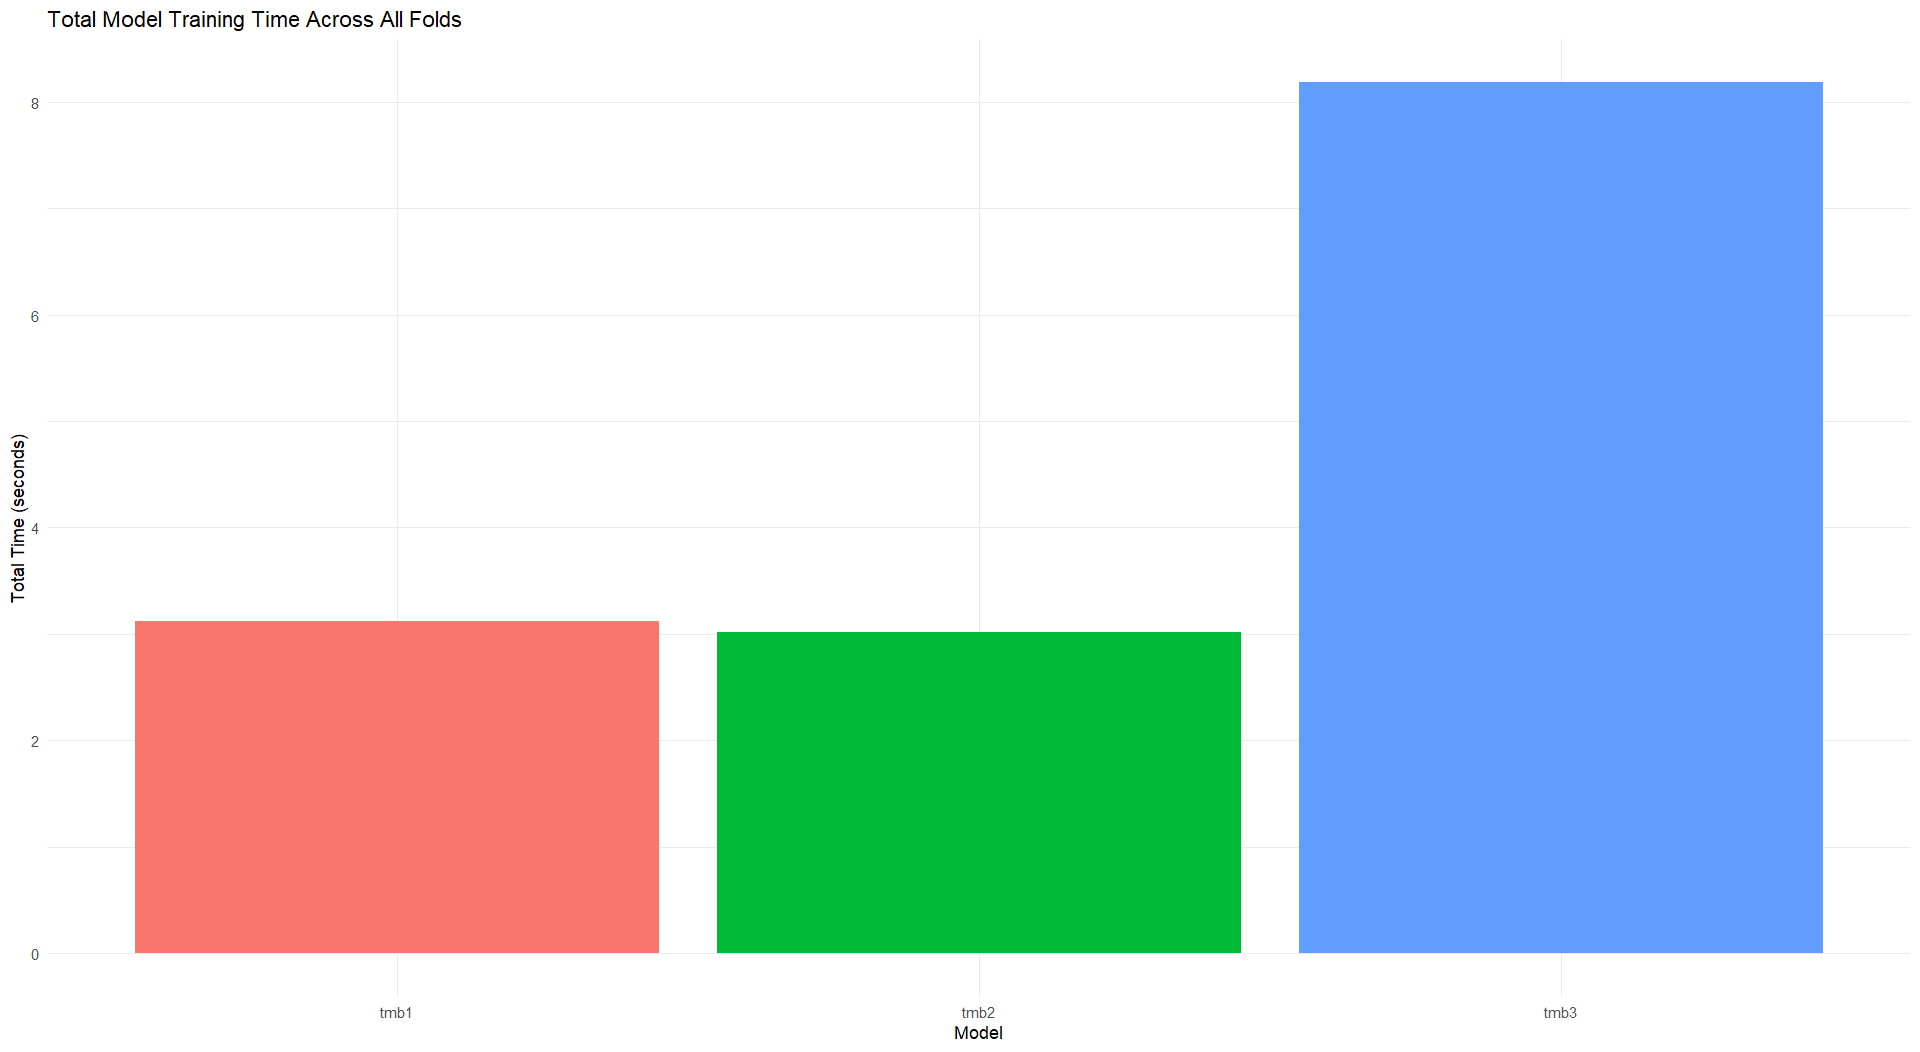 Total Model Training Time Across All Folds
Total Time (seconds)
8
6
4
2
0
tmb1
tmb2
tmb3
Model